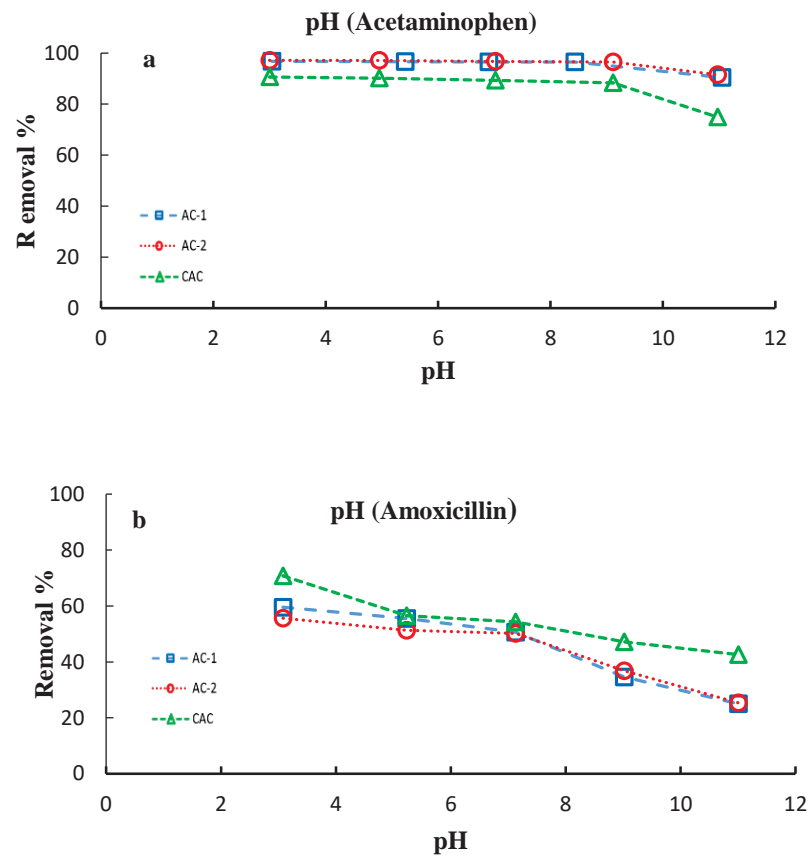 pH (Acetaminophen)
a
100
80
60
40
20
0
R emoval %
AC-1
AC-2
CAC
0 2 4 6 8 10 12
pH
b
pH (Amoxicillin)
100
80
60
40
20
0
Removal %
AC-1
AC-2
CAC
0 2 4 6 8 10 12
pH